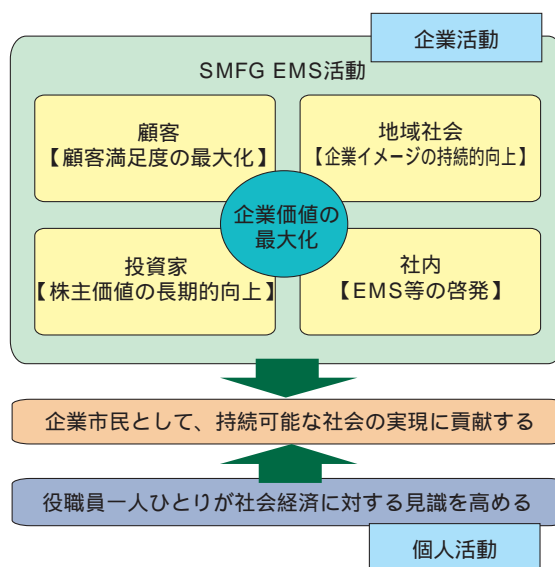 企業活動
SMFG EMS活動
顧客
【顧客満足度の最大化】
地域社会
【企業イメージの持続的向上】
企業価値の
最大化
投資家
【株主価値の長期的向上】
社内
【EMS等の啓発】
企業市民として、持続可能な社会の実現に貢献する
役職員一人ひとりが社会経済に対する見識を高める
個人活動